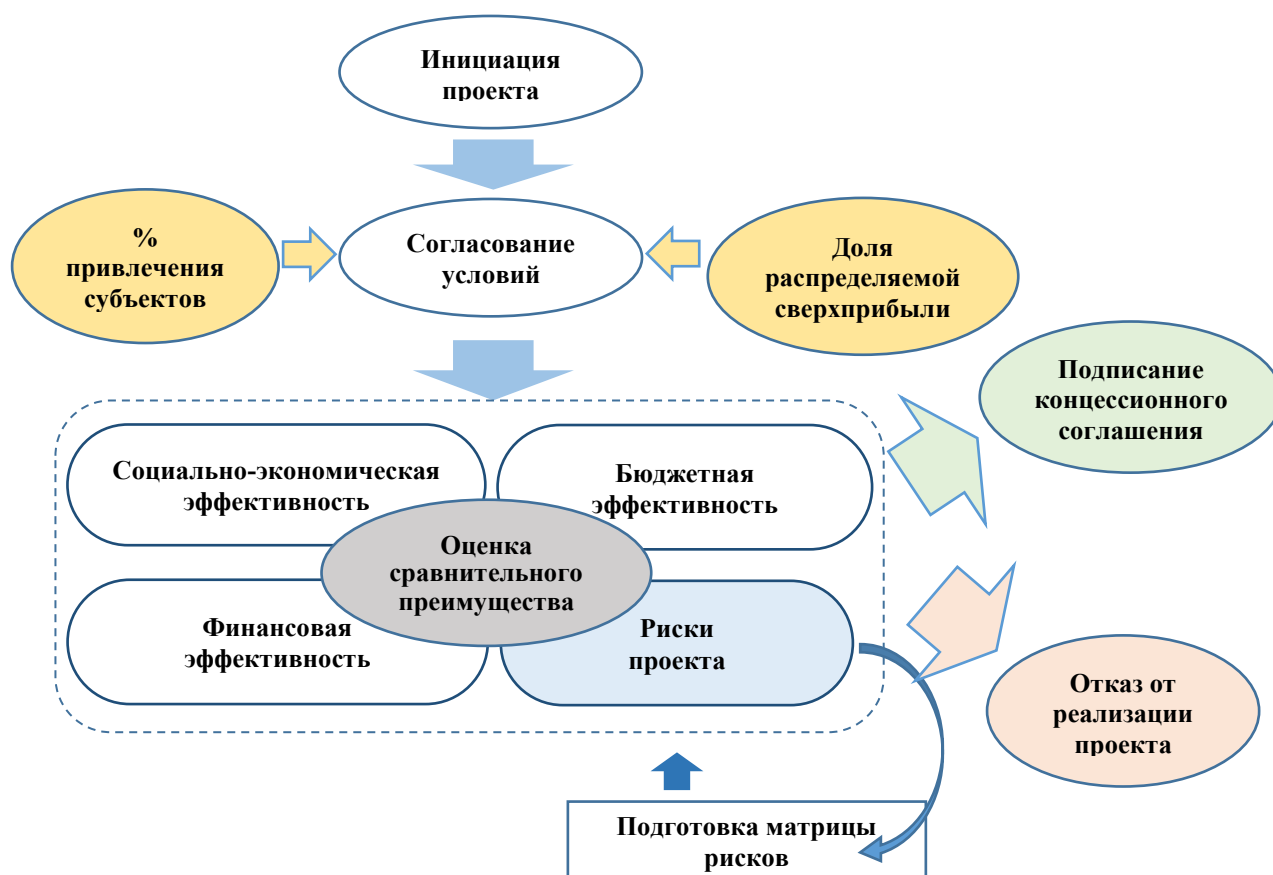 Инициация
проекта
%
привлечения
субъектов
Согласование
условий
Доля
распределяемой
сверхприбыли
Подписание
концессионного
соглашения
Социально-экономическая
эффективность
Бюджетная
эффективность
Оценка
сравнительного
преимущества
Финансовая
эффективность
Риски
проекта
Отказ от
реализации
проекта
Подготовка матрицы
рисков